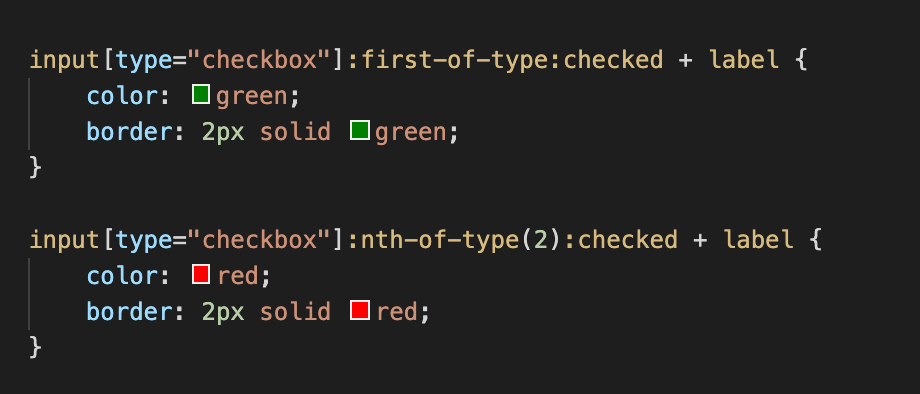 input[type="checkbox"]:first-of-type:checked + label {
    color: green;
    border: 2px solid green;
}

input[type="checkbox"]:nth-of-type(2):checked + label {
    color: red;
    border: 2px solid red;
}